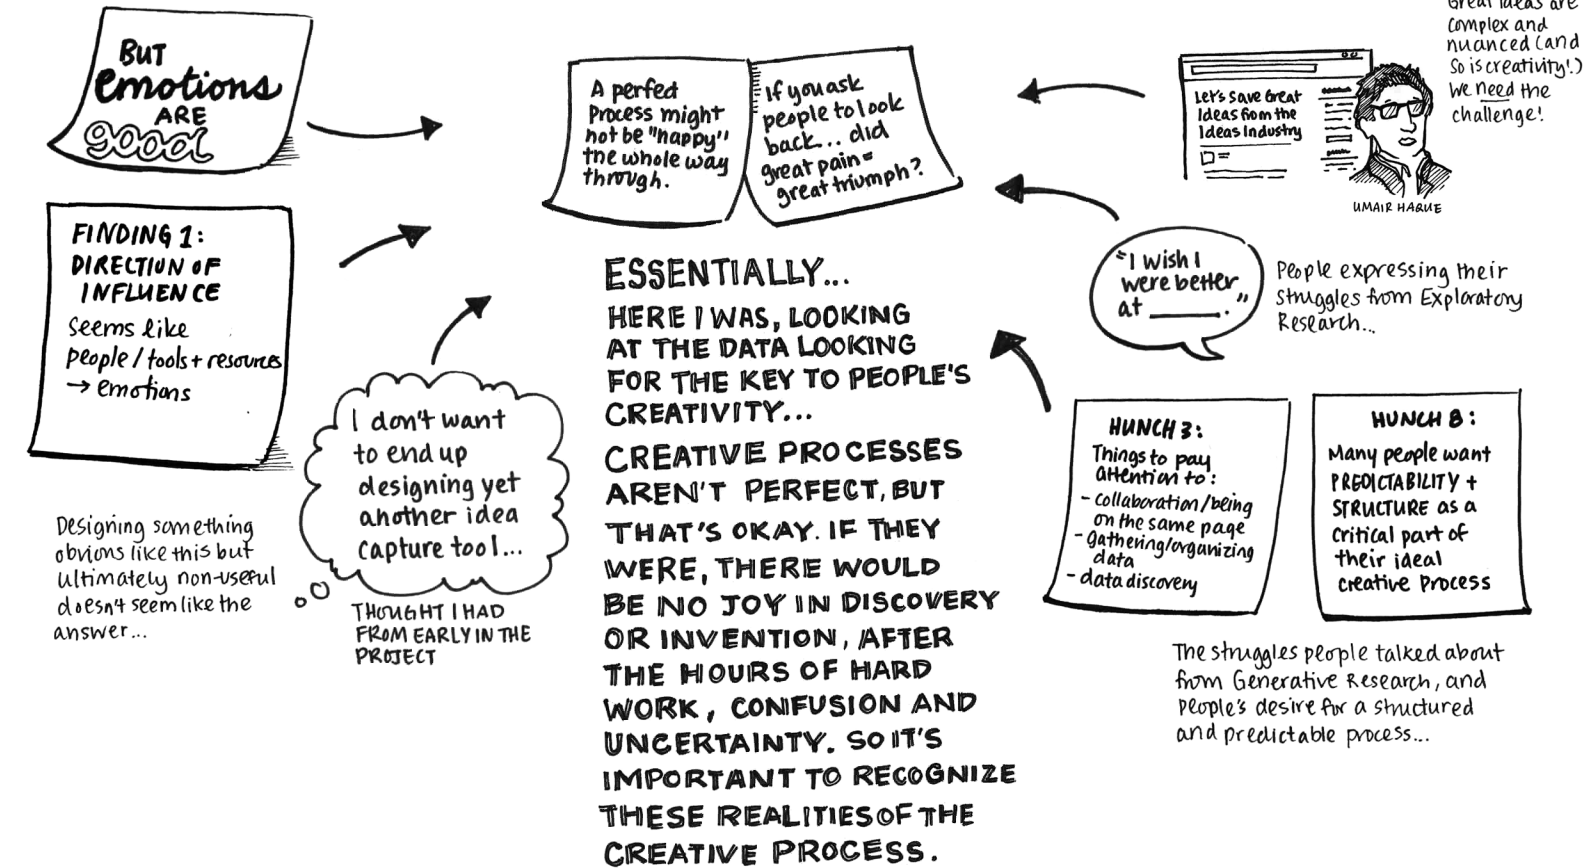 BUT
emotions
ARE
good
FINDING 1:
DIRECTION OF
INFLUENCE
Seems like
people/tools+resources
→ emotions
Designing something
obvious like this but
ultimately non-useful
doesn't seem like the
answer...
I don't want
to end up
designing yet
another idea
capture tool...
THOUGHT I HAD
FROM EARLY IN THE
PROJECT
A perfect
Process might
not be "happy"
the whole way
through.
If you ask
people to look
back... did
great pain =
great triumph?
ESSENTIALLY...
HERE I WAS, LOOKING
AT THE DATA LOOKING
FOR THE KEY TO PEOPLE'S
CREATIVITY...
CREATIVE PROCESSES
AREN'T PERFECT, BUT
THAT'S OKAY. IF THEY
WERE, THERE WOULD
BE NO JOY IN DISCOVERY
OR INVENTION, AFTER
THE HOURS OF HARD
WORK, CONFUSION AND
UNCERTAINTY. SO IT'S
IMPORTANT TO RECOGNIZE
THESE REALITIES OF THE
CREATIVE PROCESS.
Let's Save Great
Ideas from the
Ideas Industry
UMAIR HAQUE
Great ideas are
complex and
nuanced (and
So is creativity!)
we need the
challenge!
"I wish I
were better
at ______."
People expressing their
struggles from Exploratory
Research...
HUNCH 3:
Things to pay
attention to:
- collaboration/being
on the same page
- gathering/organizing
data
- data discovery
HUNCH 8:
Many people want
PREDICTABILITY +
STRUCTURE as a
critical part of
their ideal
creative process
The struggles people talked about
from Generative Research, and
people's desire for a structured
and predictable process...